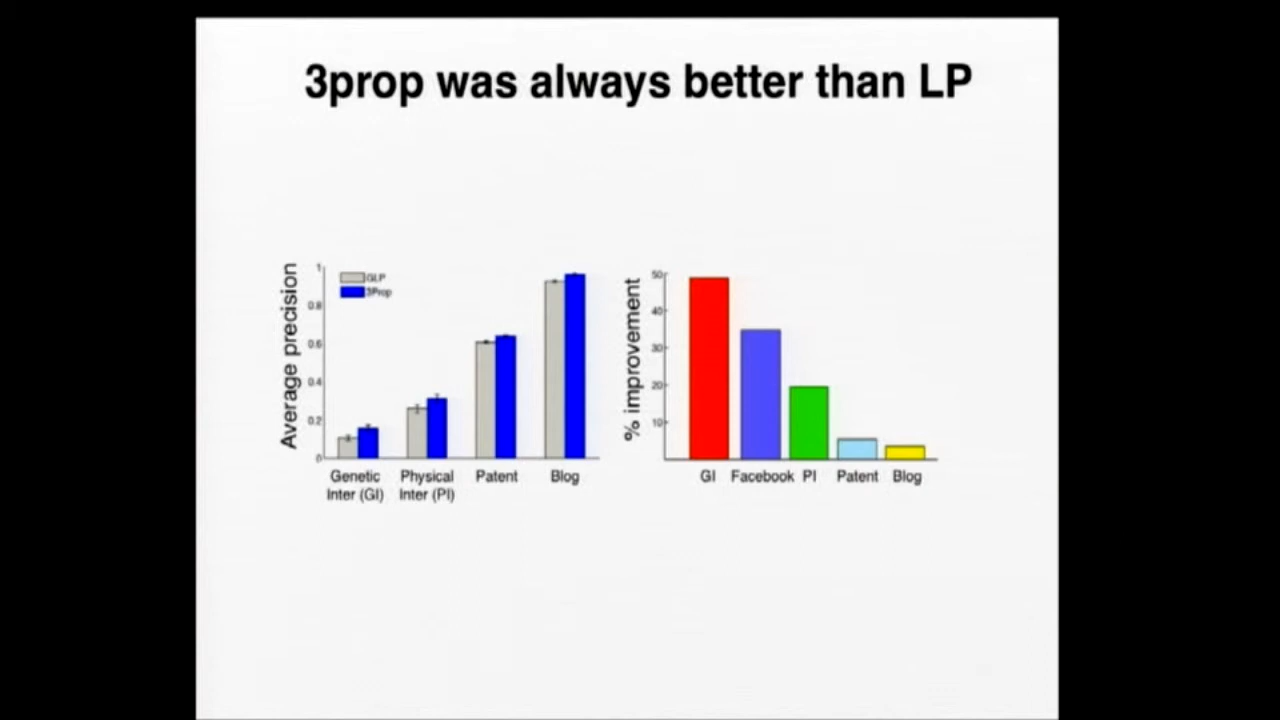 3prop was always better than LP
Average precision
1
0.8
0.6
0.4
0.2
0
GLP
3Prop
Genetic Inter (GI)
Physical Inter (PI)
Patent
Blog
% improvement
50
40
30
20
10
GI
Facebook
PI
Patent
Blog